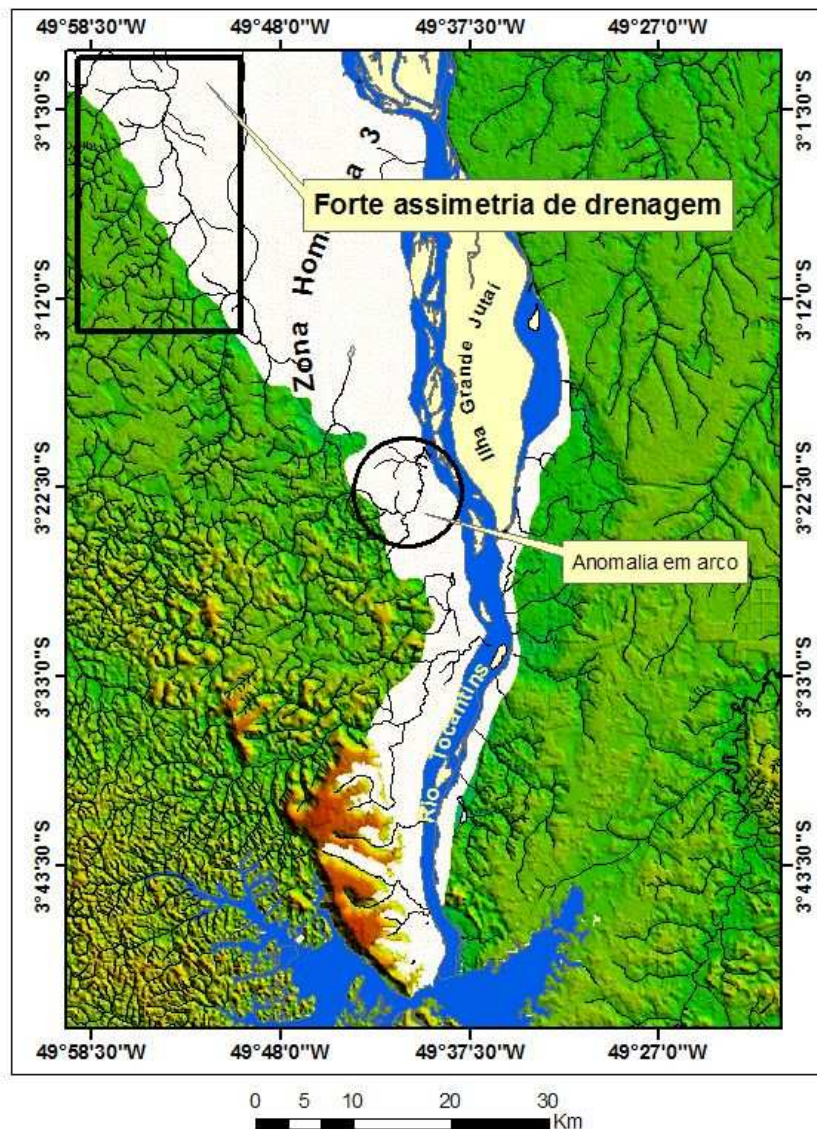 49°58'30"W 49°48'0"W 49°37'30"W 49°27'0"W
3°1'30"S 3°1'30"S
Forte assimetria de drenagem
3°12'0"S 3°12'0"S
Zona Hom a 3
Ilha Grande Jutaí
3°22'30"S 3°22'30"S
Anomalia em arco
3°33'0"S 3°33'0"S
Rio Tocantins
3°43'30"S 3°43'30"S
49°58'30"W 49°48'0"W 49°37'30"W 49°27'0"W
0 5 10 20 30
Km